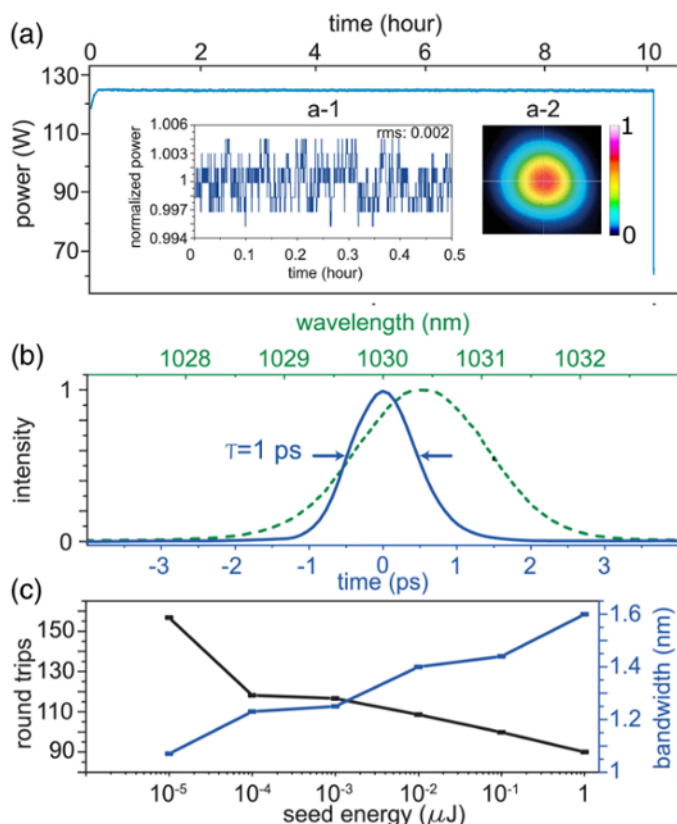 (a)
time (hour)
0 2 4 6 8 10
130
110
90
70
power (W)
a-1
a-2
rms: 0.002
1.006
1.003
1
0.997
0.994
normalized power
0 0.1 0.2 0.3 0.4 0.5
time (hour)
1
0
wavelength (nm)
(b)
1028 1029 1030 1031 1032
1
0
intensity
τ=1 ps
-3 -2 -1 0 1 2 3
time (ps)
(c)
150
130
110
90
round trips
1.6
1.4
1.2
1
bandwidth (nm)
10⁻⁵ 10⁻⁴ 10⁻³ 10⁻² 10⁻¹ 1
seed energy (μJ)